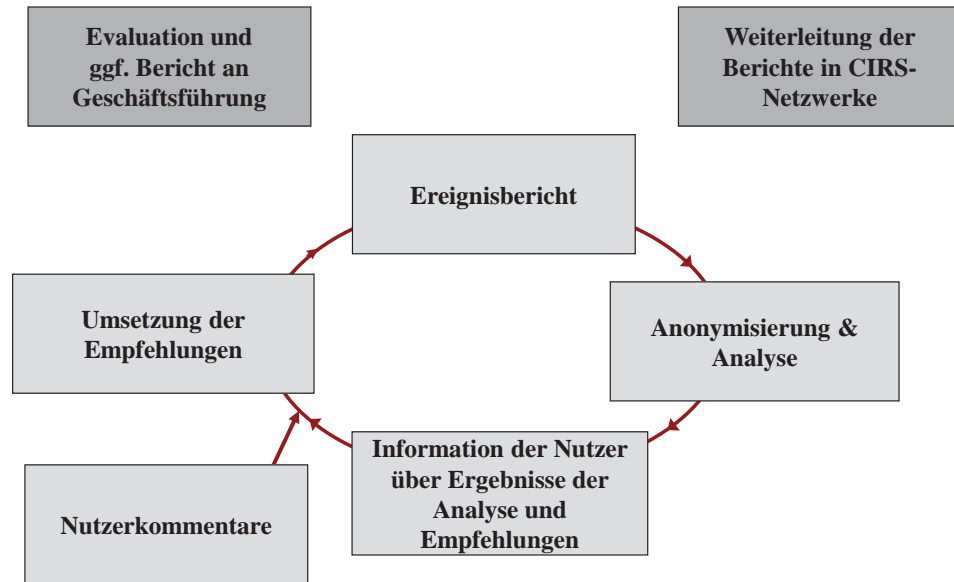 Evaluation und
ggf. Bericht an
Geschäftsführung
Weiterleitung der
Berichte in CIRS-
Netzwerke
Ereignisbericht
Umsetzung der
Empfehlungen
Anonymisierung &
Analyse
Information der Nutzer
über Ergebnisse der
Analyse und
Empfehlungen
Nutzerkommentare